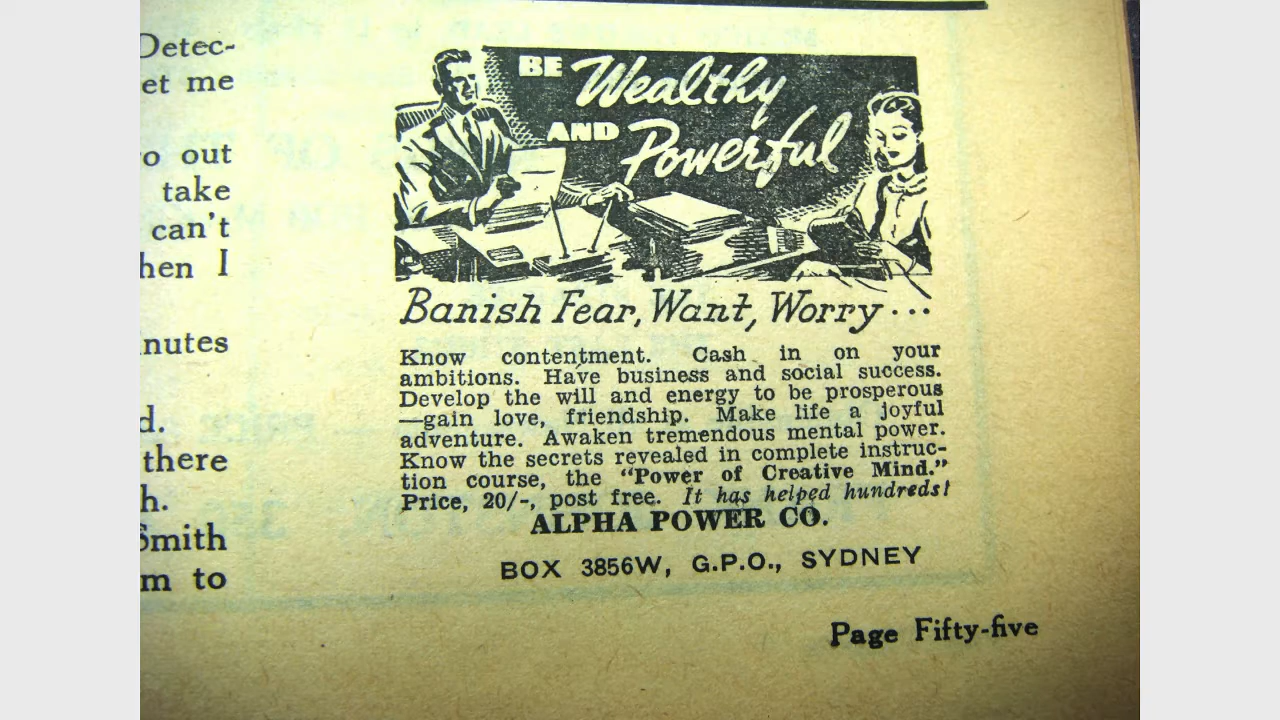 Detec-
et me
o out
take
can't
hen I
nutes
d.
there
h.
Smith
m to
BE Wealthy
AND Powerful
Banish Fear, Want, Worry...
Know contentment. Cash in on your
ambitions. Have business and social success.
Develop the will and energy to be prosperous
—gain love, friendship. Make life a joyful
adventure. Awaken tremendous mental power.
Know the secrets revealed in complete instruc-
tion course, the "Power of Creative Mind."
Price, 20/-, post free. It has helped hundreds!
ALPHA POWER CO.
BOX 3856W, G.P.O., SYDNEY
Page Fifty-five